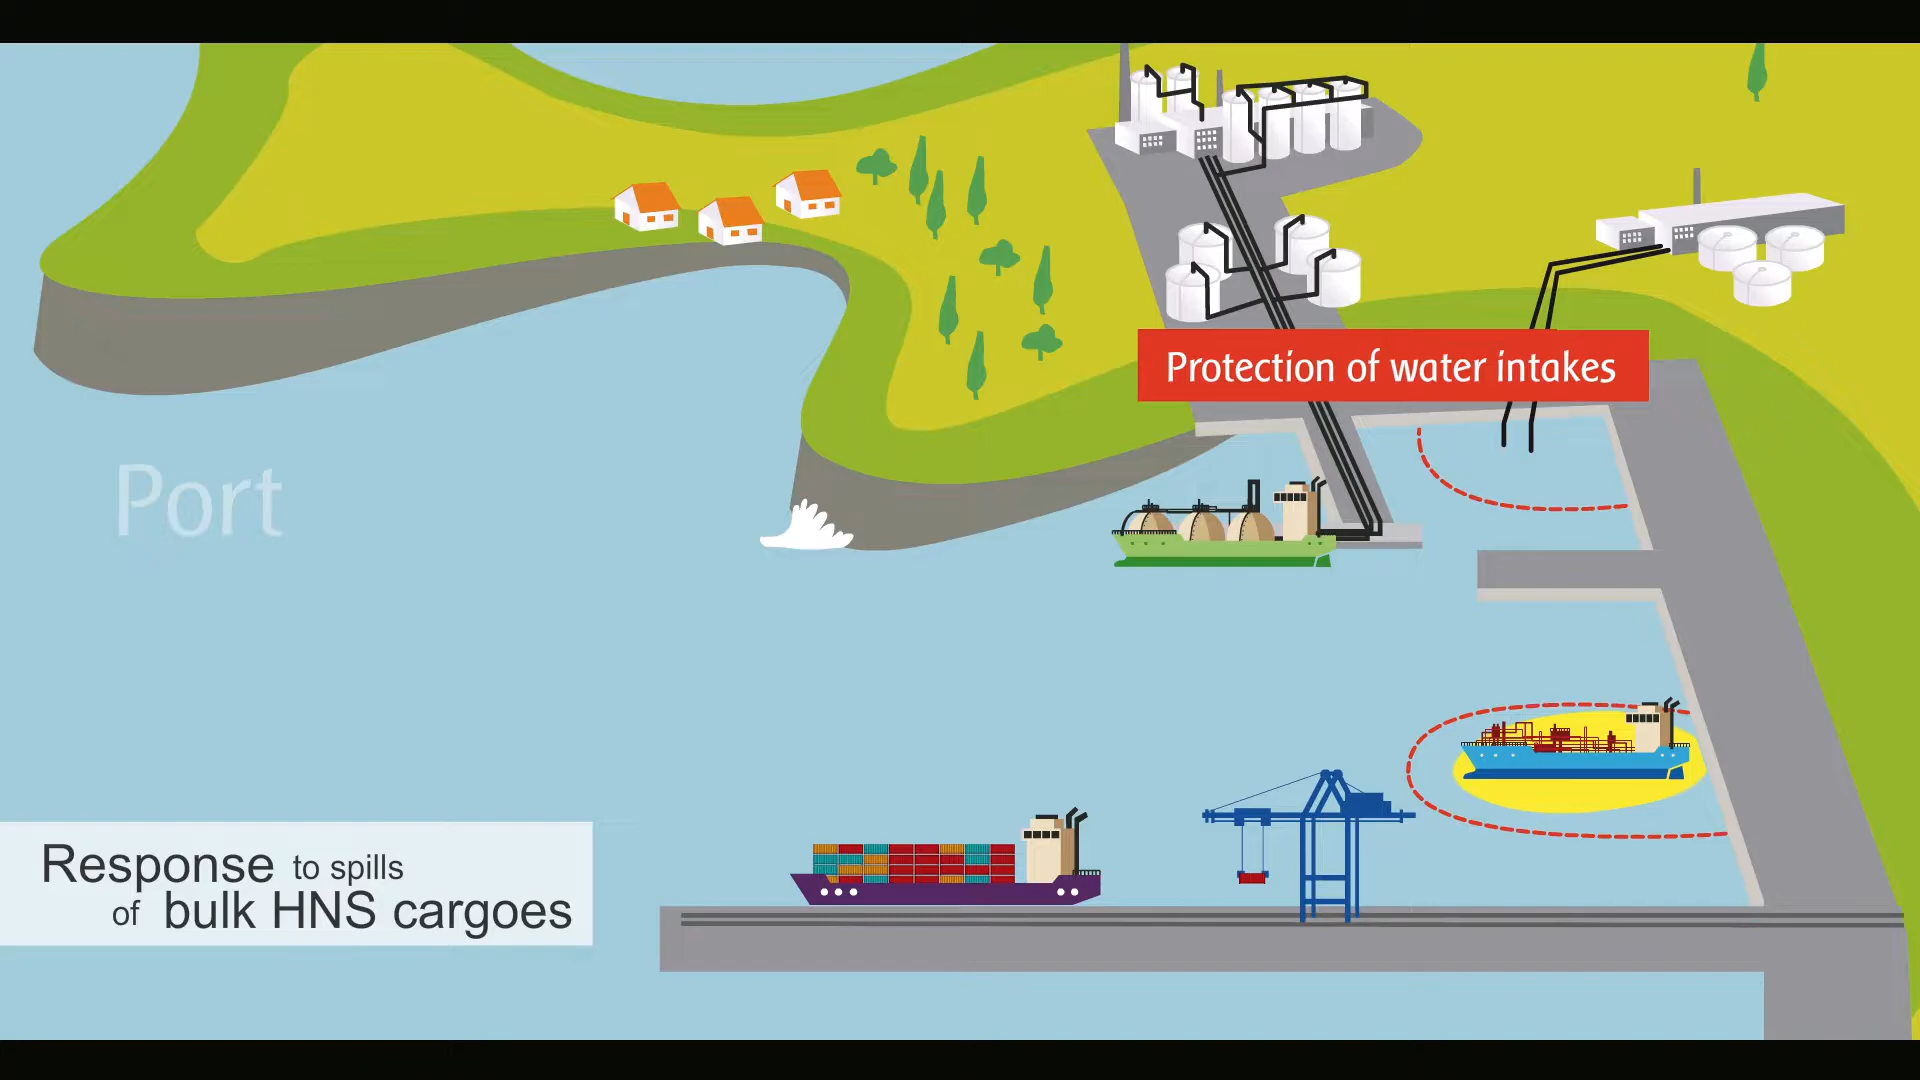 Protection of water intakes
Port
Response to spills
of bulk HNS cargoes